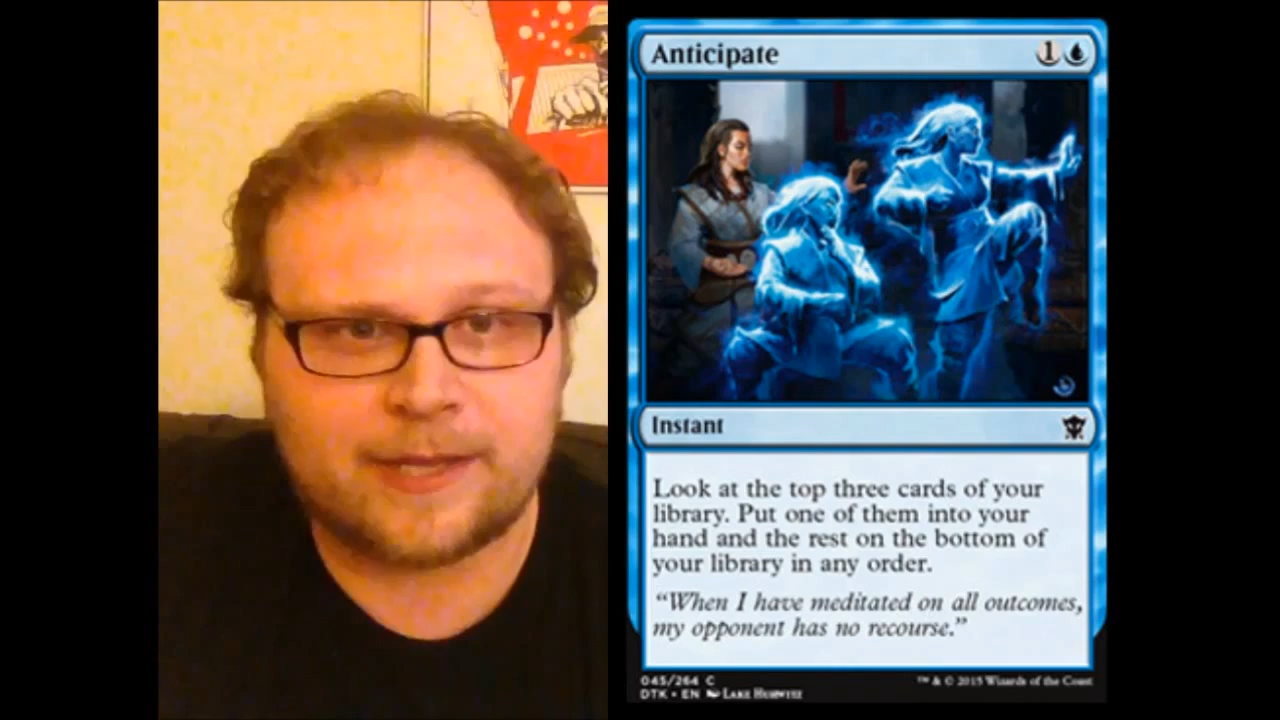 Anticipate 1
Instant
Look at the top three cards of your
library. Put one of them into your
hand and the rest on the bottom of
your library in any order.
“When I have meditated on all outcomes,
my opponent has no recourse.”
045/264 C
DTK • EN Lake Hurwitz
™ & © 2015 Wizards of the Coast